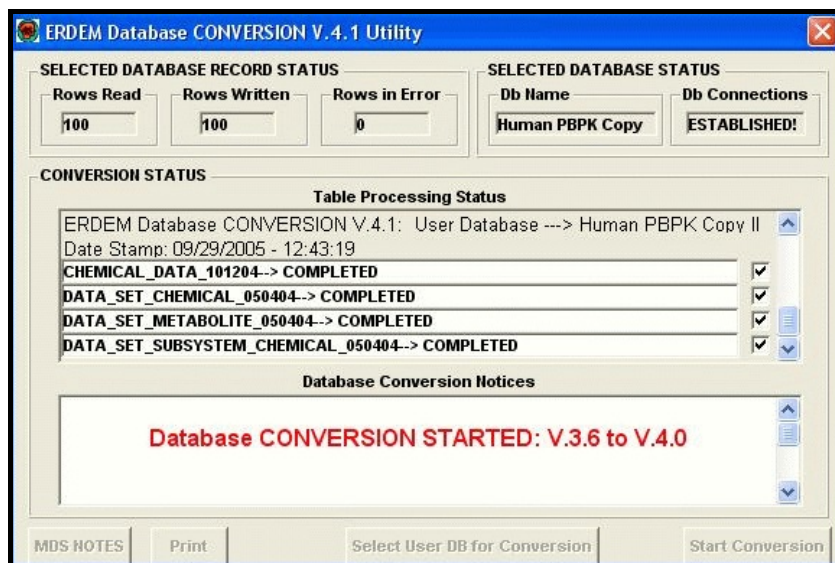 ERDEM Database CONVERSION V.4.1 Utility
SELECTED DATABASE RECORD STATUS
Rows Read
Rows Written
Rows in Error
100
100
0
SELECTED DATABASE STATUS
Db Name
Db Connections
Human PBPK Copy
ESTABLISHED!
CONVERSION STATUS
Table Processing Status
ERDEM Database CONVERSION V.4.1: User Database ---> Human PBPK Copy II
Date Stamp: 09/29/2005 - 12:43:19
CHEMICAL_DATA_101204--> COMPLETED
DATA_SET_CHEMICAL_050404--> COMPLETED
DATA_SET_METABOLITE_050404--> COMPLETED
DATA_SET_SUBSYSTEM_CHEMICAL_050404--> COMPLETED
Database Conversion Notices
Database CONVERSION STARTED: V.3.6 to V.4.0
MDS NOTES
Print
Select User DB for Conversion
Start Conversion